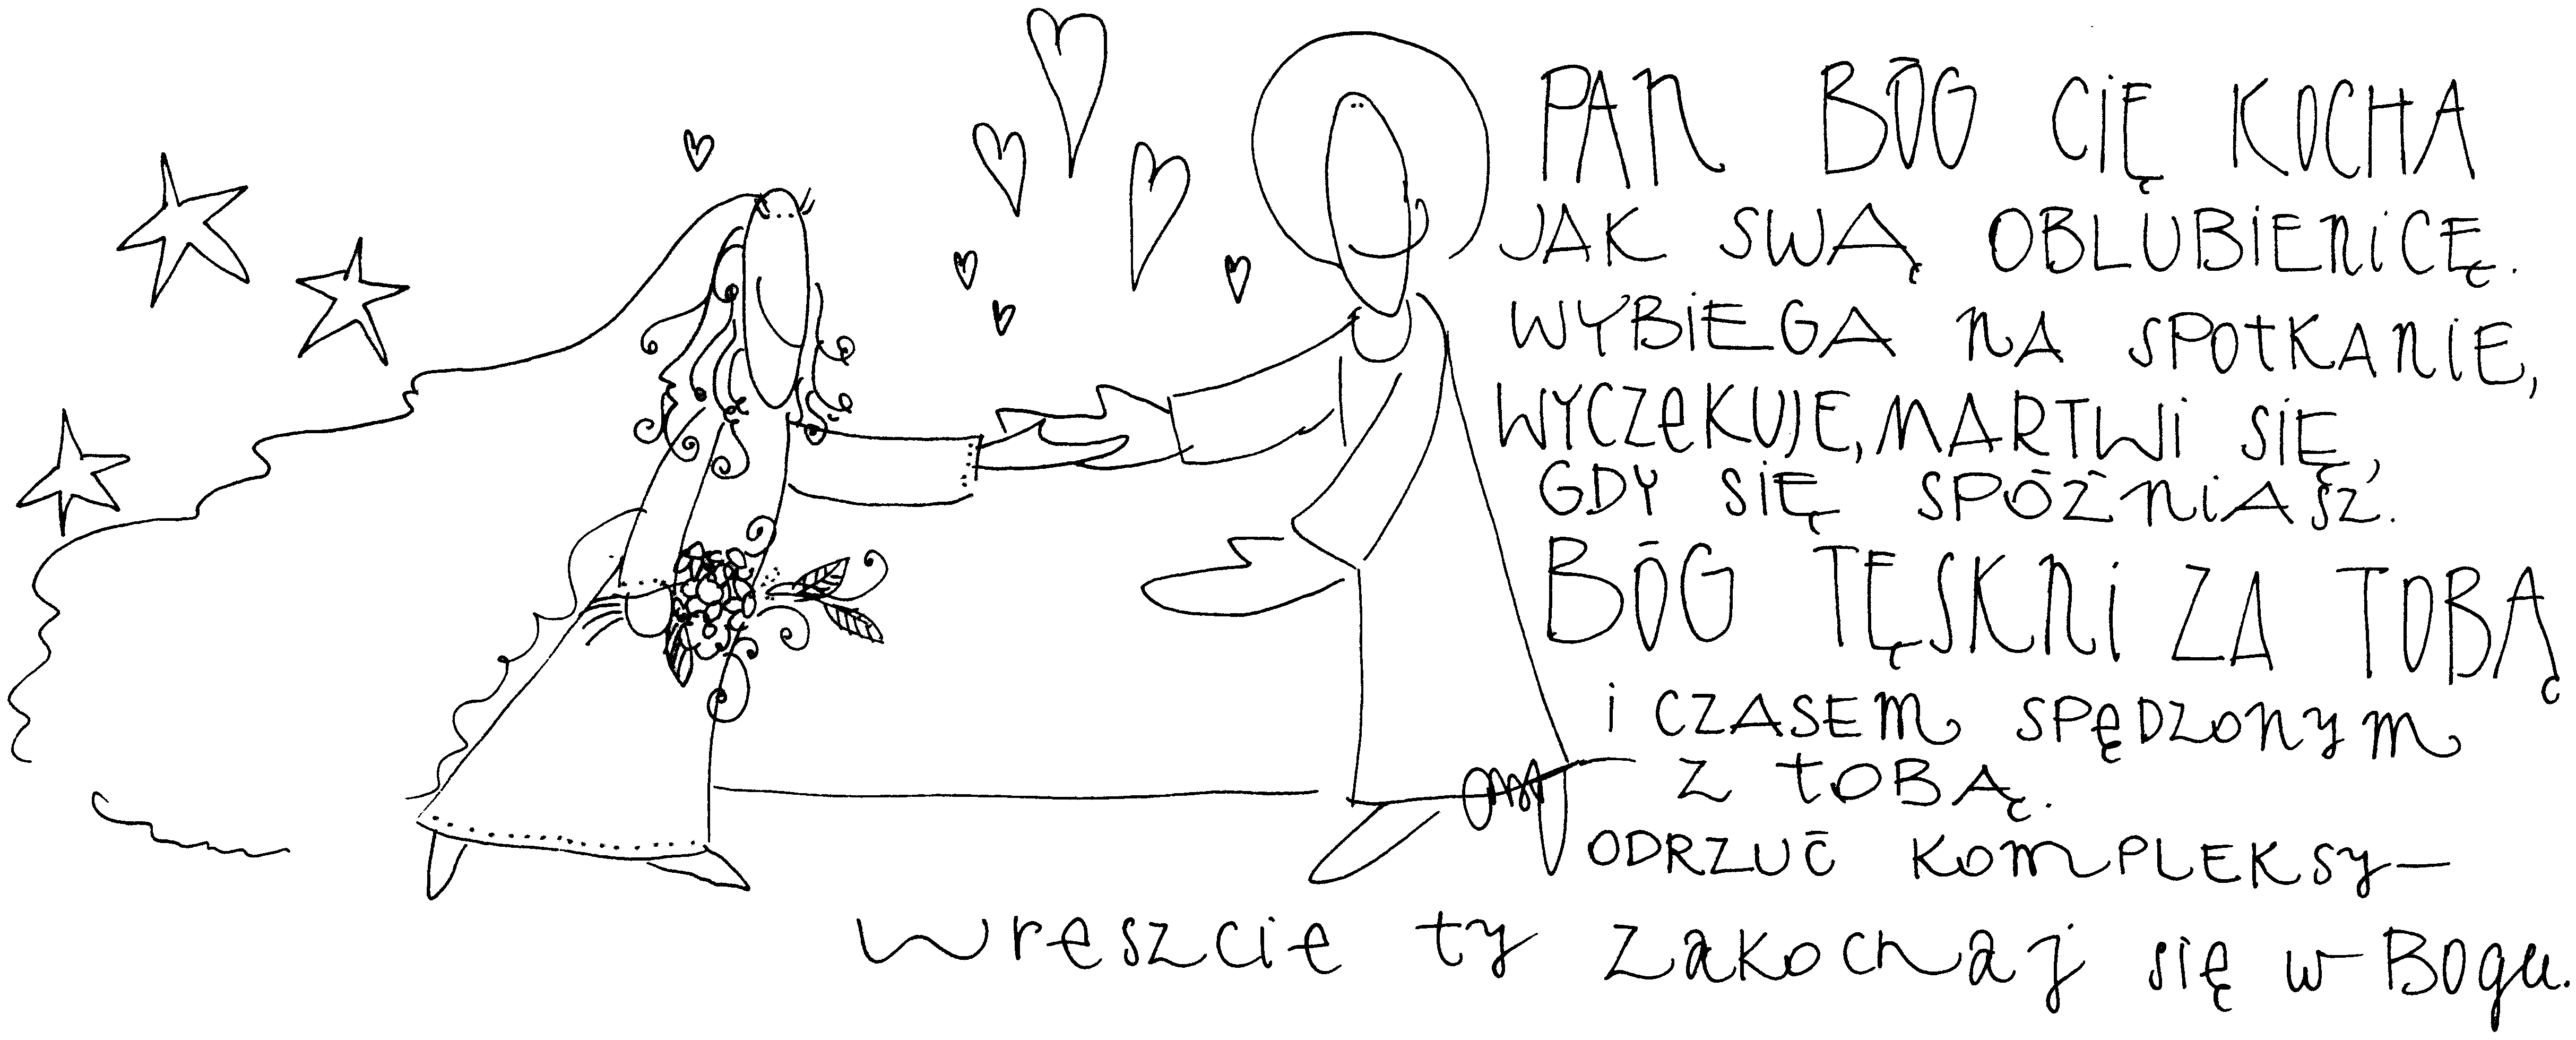 PAN BÓG CIĘ KOCHA
JAK SWĄ OBLUBIENICĘ.
WYBIEGA NA SPOTKANIE,
WYCZEKUJE, MARTWI SIĘ,
GDY SIĘ SPÓŹNIASZ.
BÓG TĘSKNI ZA TOBĄ
i CZASEM SPĘDZONYM
Z TOBĄ.
ODRZUĆ KOMPLEKSY—
wreszcie ty zakochaj się w Bogu.